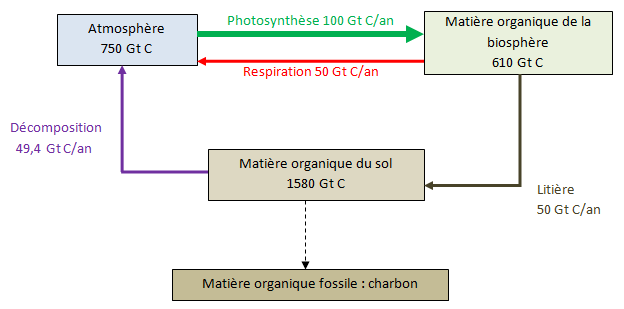 Atmosphère
750 Gt C
Photosynthèse 100 Gt C/an
Respiration 50 Gt C/an
Matière organique de la
biosphère
610 Gt C
Décomposition
49,4 Gt C/an
Matière organique du sol
1580 Gt C
Litière
50 Gt C/an
Matière organique fossile : charbon